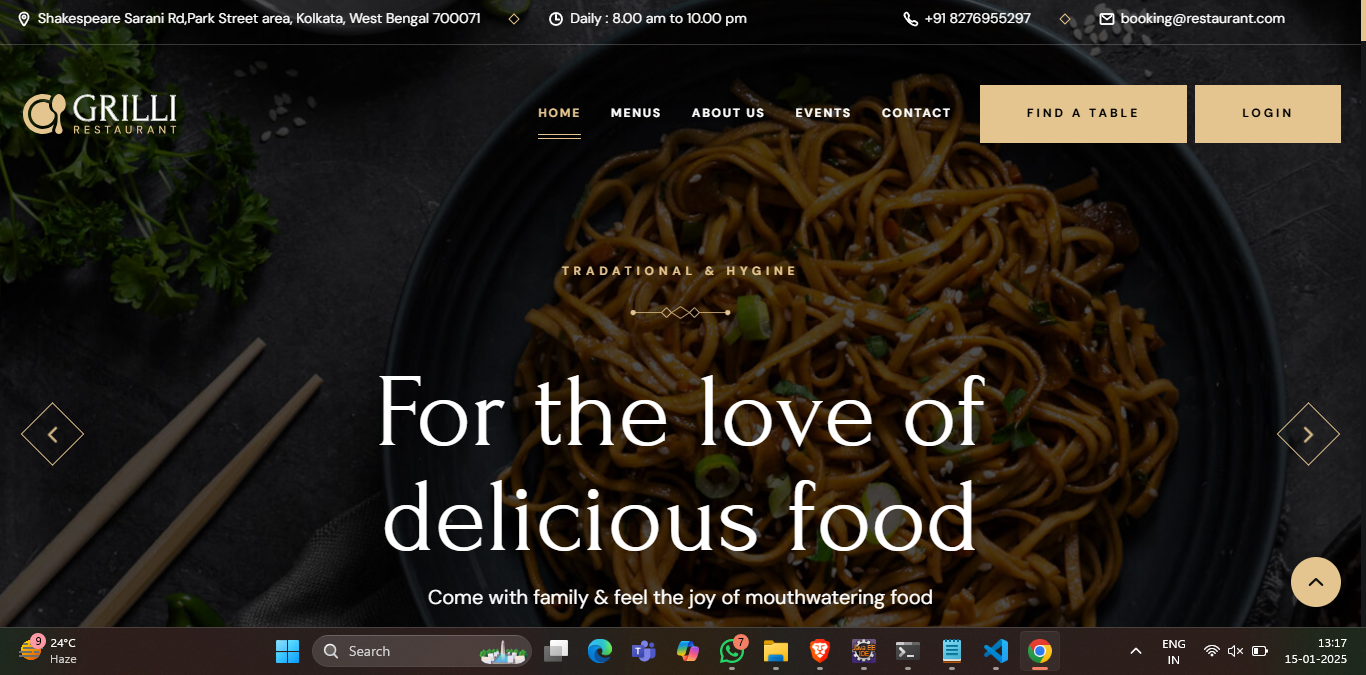 Shakespeare Sarani Rd,Park Street area, Kolkata, West Bengal 700071
Daily : 8.00 am to 10.00 pm
+91 8276955297
booking@restaurant.com
GRILLI
RESTAURANT
HOME
MENUS
ABOUT US
EVENTS
CONTACT
FIND A TABLE
LOGIN
TRADATIONAL & HYGINE
For the love of
delicious food
Come with family & feel the joy of mouthwatering food
9
24°C
Haze
Search
7
Java EE
IDE
ENG
IN
13:17
15-01-2025